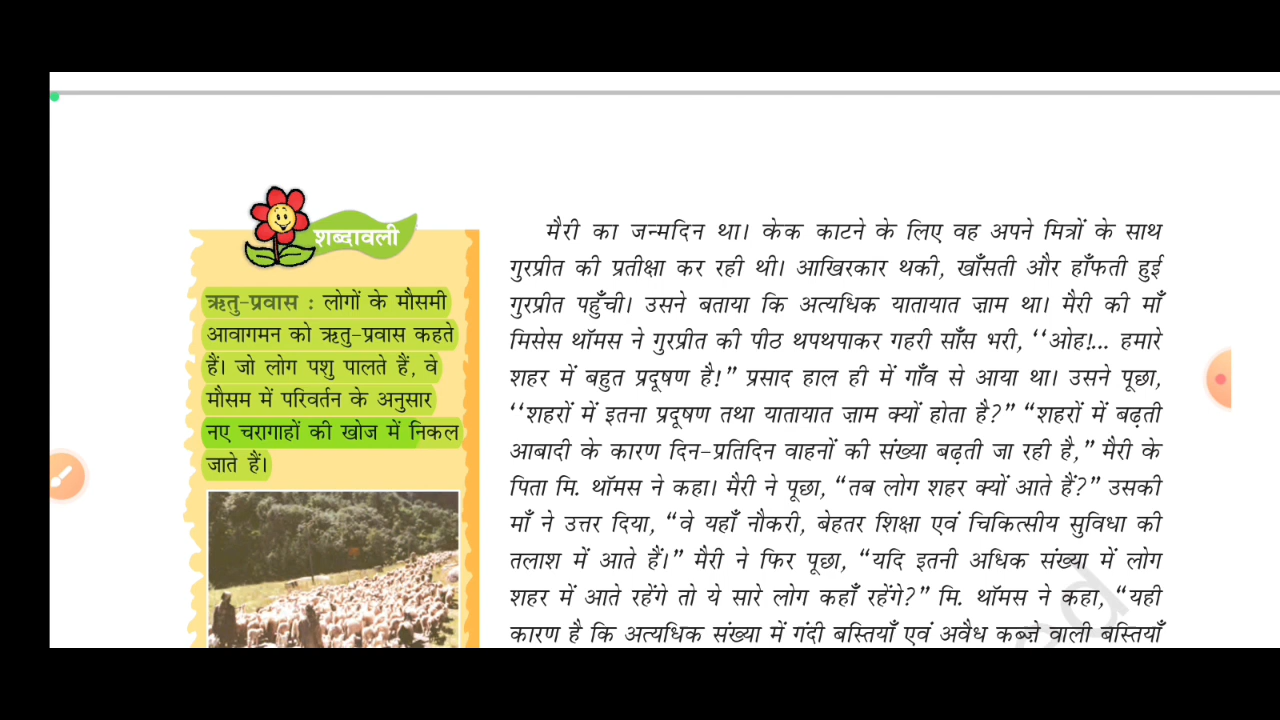 शब्दावली
ऋतु-प्रवास : लोगों के मौसमी
आवागमन को ऋतु-प्रवास कहते
हैं। जो लोग पशु पालते हैं, वे
मौसम में परिवर्तन के अनुसार
नए चरागाहों की खोज में निकल
जाते हैं।
मैरी का जन्मदिन था। केक काटने के लिए वह अपने मित्रों के साथ
गुरप्रीत की प्रतीक्षा कर रही थी। आखिरकार थकी, खाँसती और हाँफती हुई
गुरप्रीत पहुँची। उसने बताया कि अत्यधिक यातायात ज़ाम था। मैरी की माँ
मिसेस थॉमस ने गुरप्रीत की पीठ थपथपाकर गहरी साँस भरी, ‘‘ओह!... हमारे
शहर में बहुत प्रदूषण है!” प्रसाद हाल ही में गाँव से आया था। उसने पूछा,
‘‘शहरों में इतना प्रदूषण तथा यातायात ज़ाम क्यों होता है?” “शहरों में बढ़ती
आबादी के कारण दिन-प्रतिदिन वाहनों की संख्या बढ़ती जा रही है,” मैरी के
पिता मि. थॉमस ने कहा। मैरी ने पूछा, “तब लोग शहर क्यों आते हैं?” उसकी
माँ ने उत्तर दिया, “वे यहाँ नौकरी, बेहतर शिक्षा एवं चिकित्सीय सुविधा की
तलाश में आते हैं।” मैरी ने फिर पूछा, “यदि इतनी अधिक संख्या में लोग
शहर में आते रहेंगे तो ये सारे लोग कहाँ रहेंगे?” मि. थॉमस ने कहा, “यही
कारण है कि अत्यधिक संख्या में गंदी बस्तियाँ एवं अवैध कब्ज़े वाली बस्तियाँ